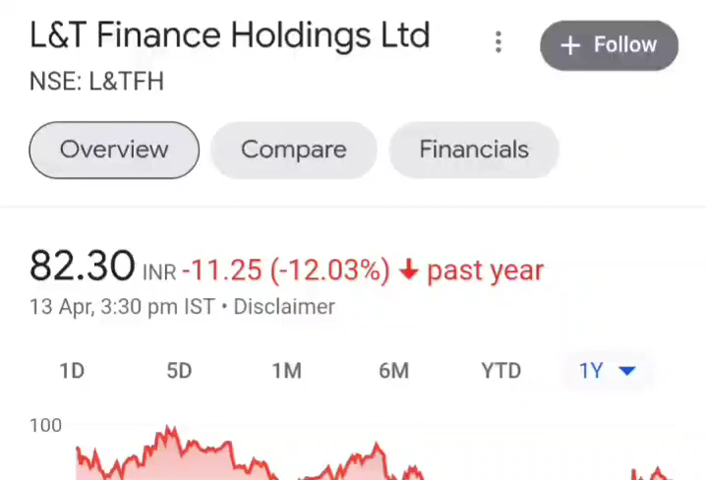 L&T Finance Holdings Ltd
+ Follow
NSE: L&TFH
Overview
Compare
Financials
82.30 INR -11.25 (-12.03%) ↓ past year
13 Apr, 3:30 pm IST • Disclaimer
1D 5D 1M 6M YTD 1Y
100